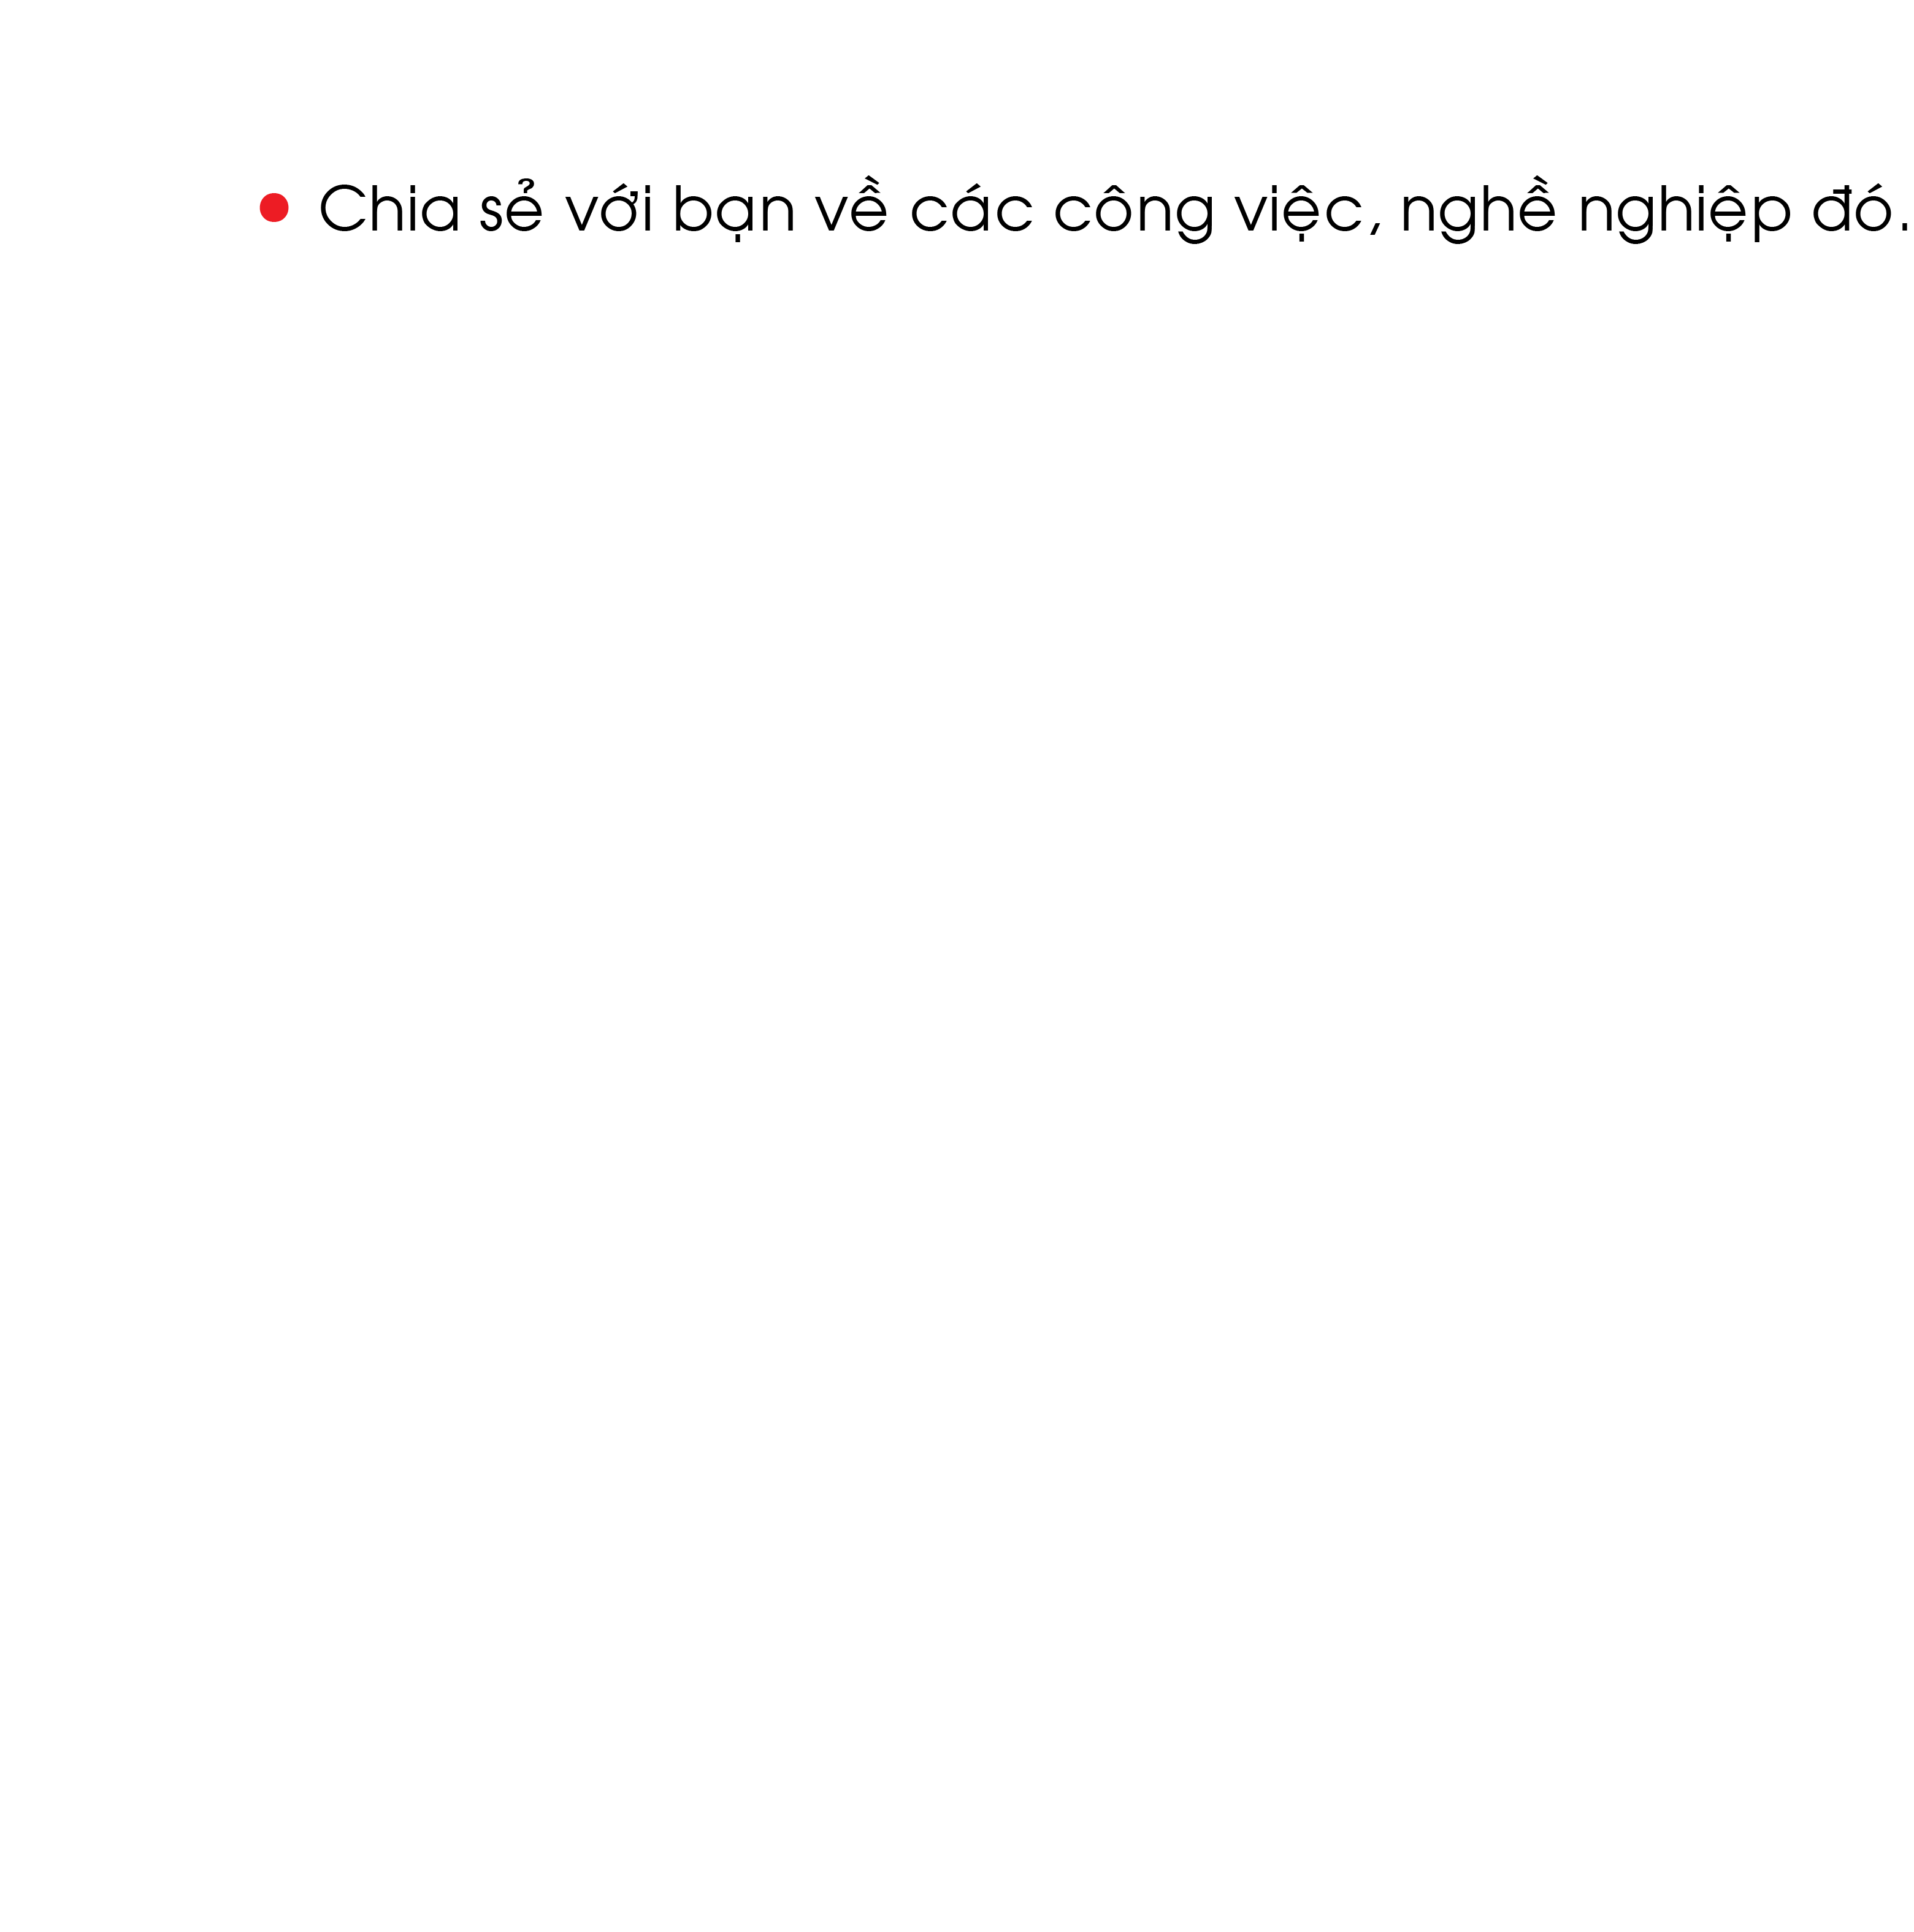 Chia sẻ với bạn về các công việc, nghề nghiệp đó.